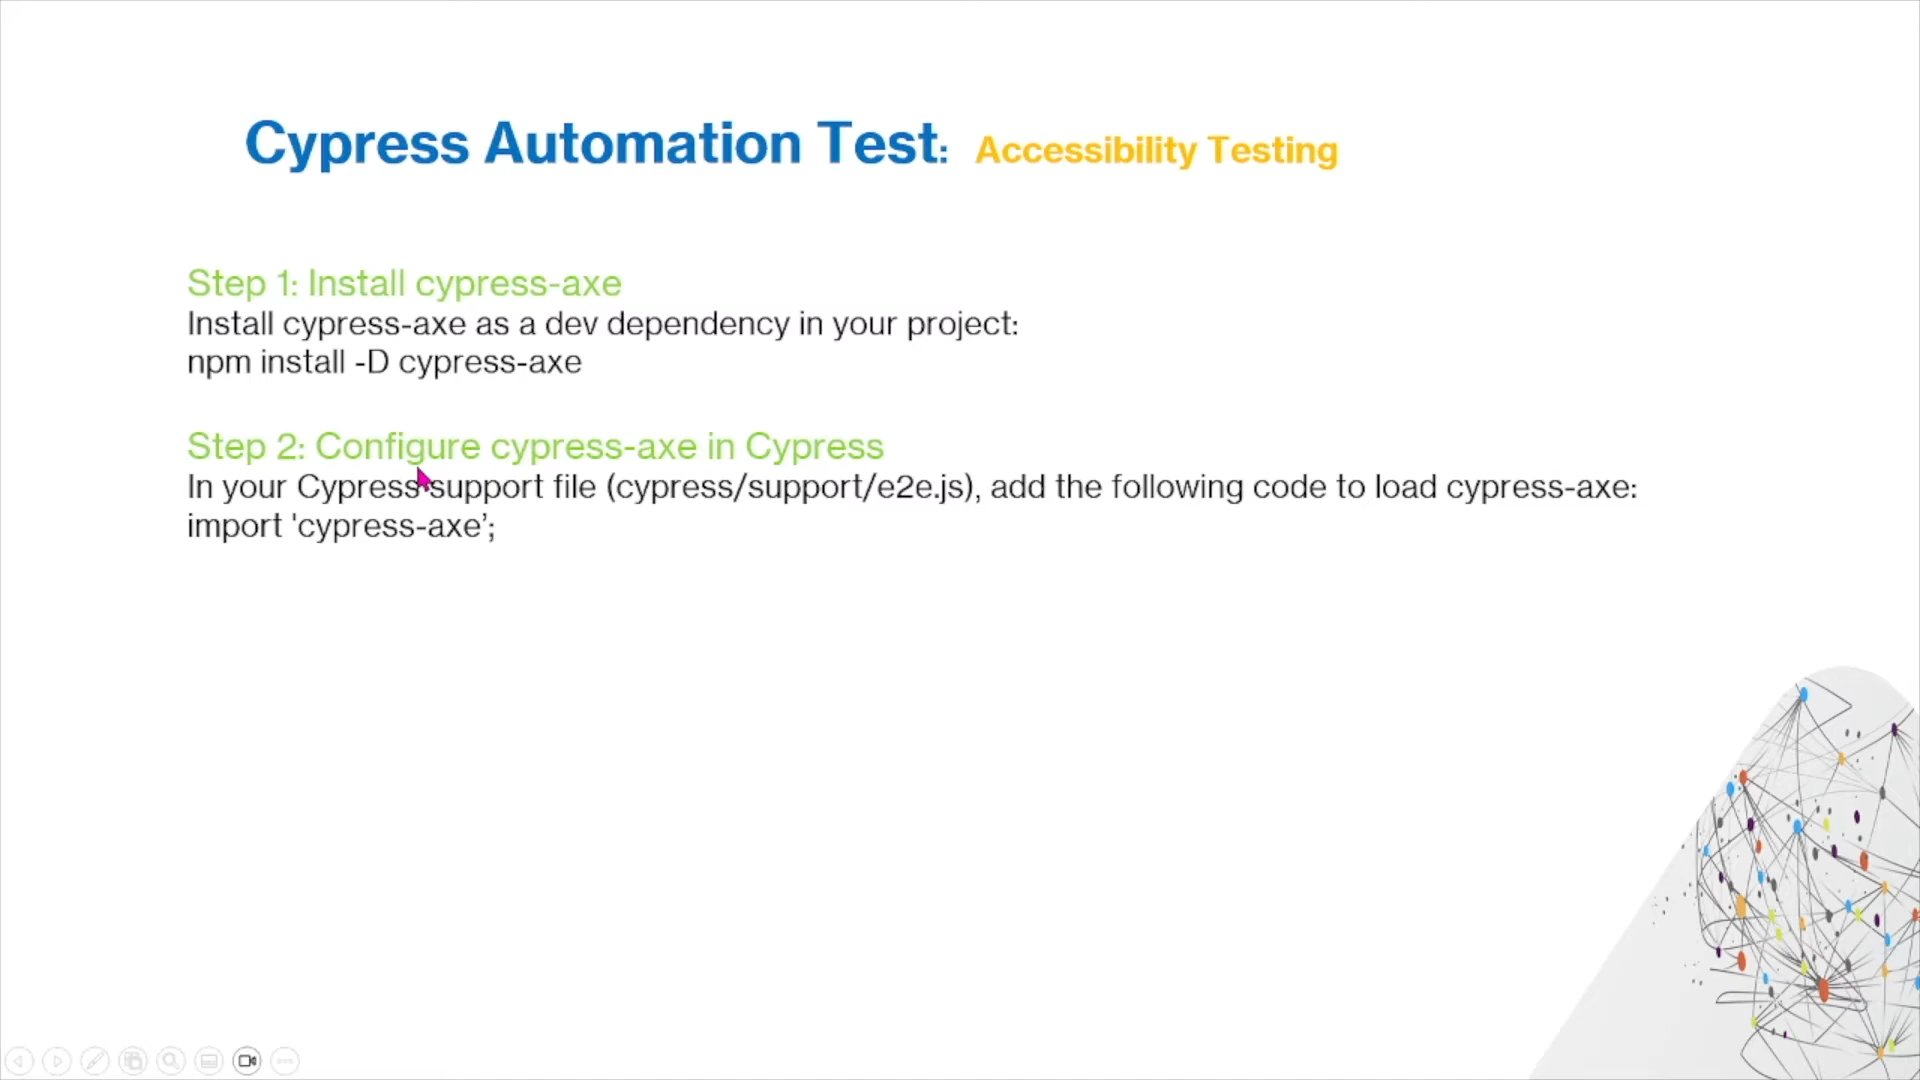 Cypress Automation Test: Accessibility Testing
Step 1: Install cypress-axe
Install cypress-axe as a dev dependency in your project:
npm install -D cypress-axe
Step 2: Configure cypress-axe in Cypress
In your Cypress support file (cypress/support/e2e.js), add the following code to load cypress-axe:
import 'cypress-axe’;